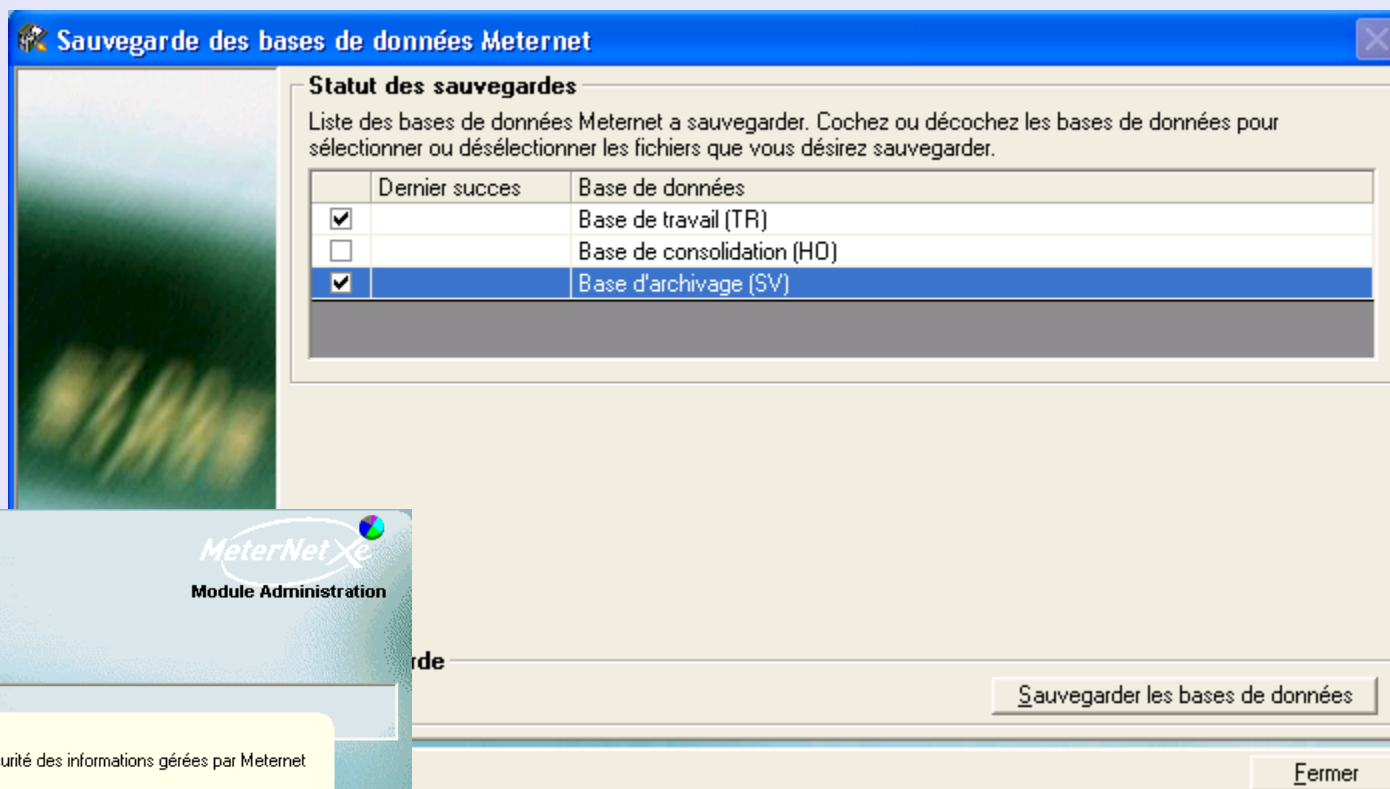 Sauvegarde des bases de données Meternet
Statut des sauvegardes
Liste des bases de données Meternet a sauvegarder. Cochez ou décochez les bases de données pour
sélectionner ou désélectionner les fichiers que vous désirez sauvegarder.
Dernier succes Base de données
Base de travail (TR)
Base de consolidation (HO)
Base d'archivage (SV)
MeterNet Xe
Module Administration
rde
Sauvegarder les bases de données
urité des informations gérées par Meternet
Fermer